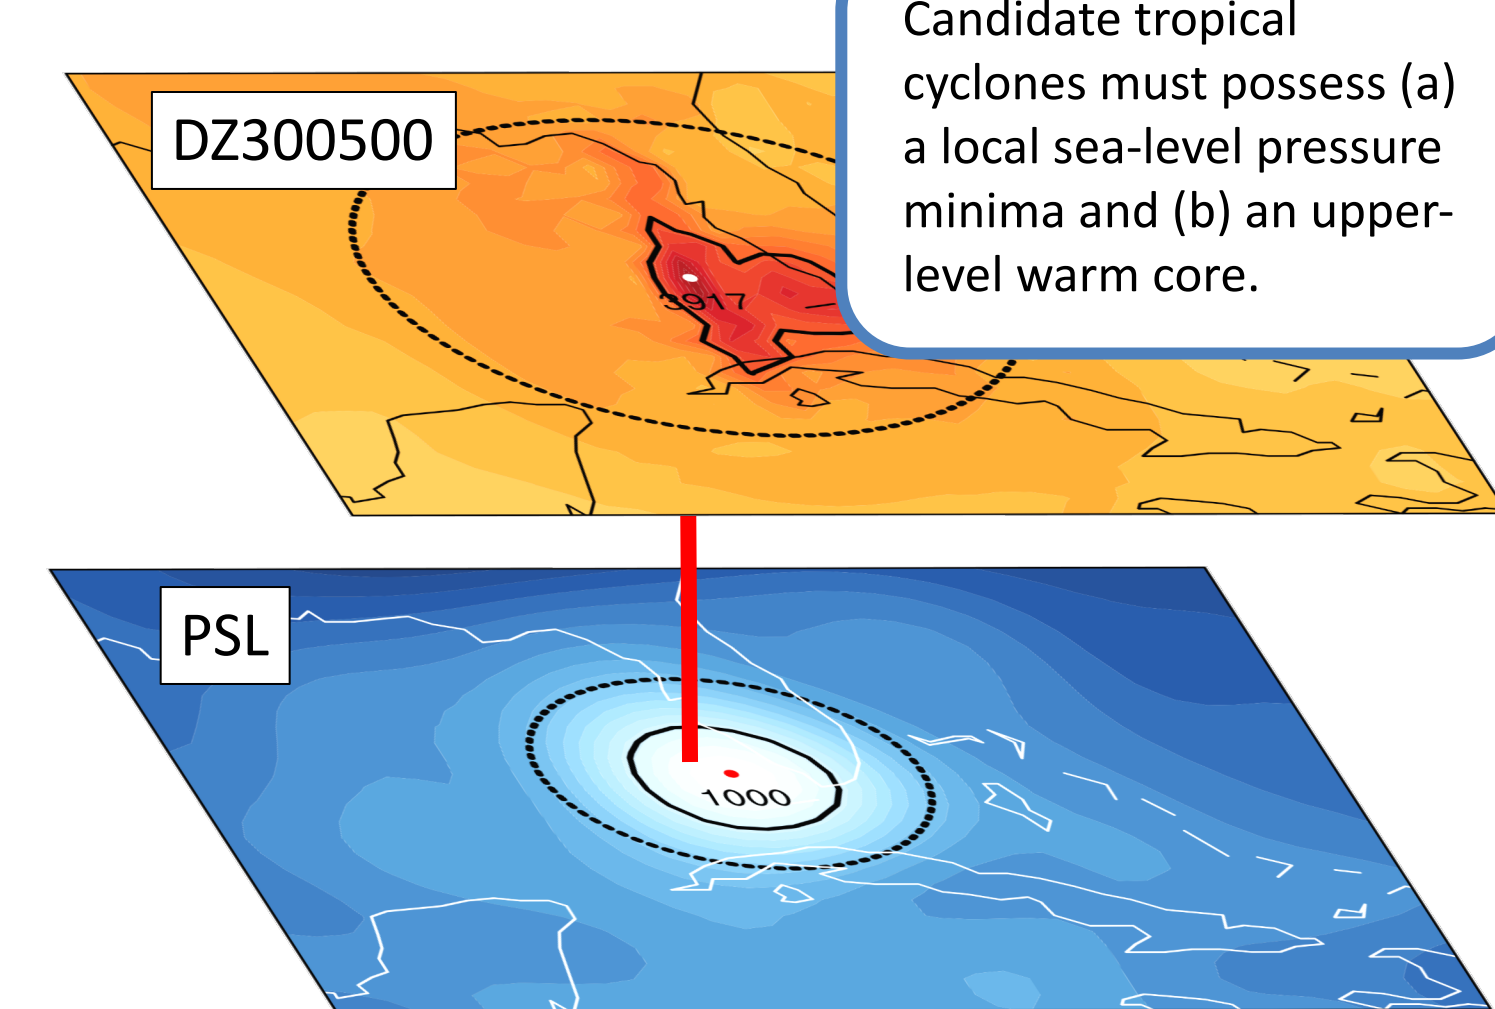 Candidate tropical
cyclones must possess (a)
a local sea-level pressure
minima and (b) an upper-
level warm core.
DZ300500
3917
PSL
1000